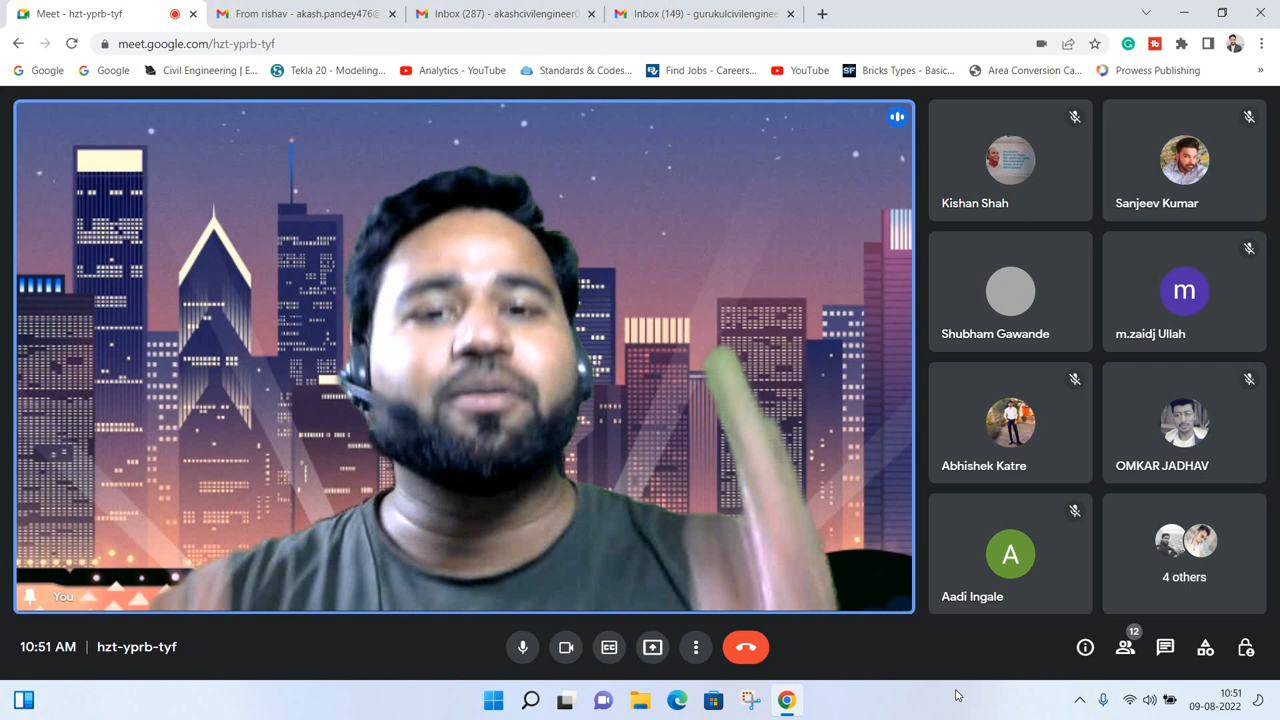 Meet - hzt-yprb-tyf
From rishav - akash.pandey476@
Inbox (287) - akashcivilengineer
Inbox (149) - gurukulcivilengine
meet.google.com/hzt-yprb-tyf
Google
Google
Civil Engineering | E...
Tekla 20 - Modeling...
Analytics - YouTube
Standards & Codes...
Find Jobs - Careers...
YouTube
SF
Bricks Types - Basic...
Area Conversion Ca...
Prowess Publishing
»
Kishan Shah
Sanjeev Kumar
Shubham Gawande
m
m.zaidj Ullah
Abhishek Katre
OMKAR JADHAV
A
Aadi Ingale
4 others
You
10:51 AM | hzt-yprb-tyf
CC
12
10:51
09-08-2022